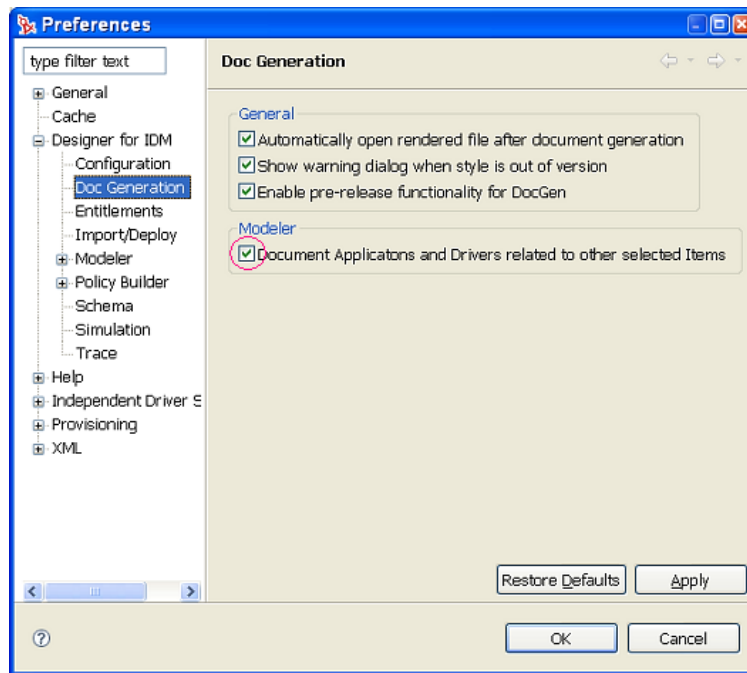 Preferences
type filter text
General
Cache
Designer for IDM
Configuration
Doc Generation
Entitlements
Import/Deploy
Modeler
Policy Builder
Schema
Simulation
Trace
Help
Independent Driver S
Provisioning
XML
Doc Generation
General
Automatically open rendered file after document generation
Show warning dialog when style is out of version
Enable pre-release functionality for DocGen
Modeler
Document Applicatons and Drivers related to other selected Items
Restore Defaults
Apply
OK
Cancel